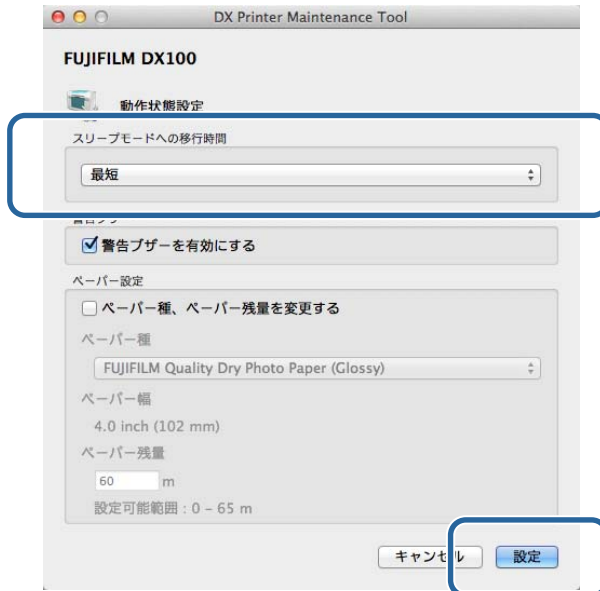 DX Printer Maintenance Tool
FUJIFILM DX100
動作状態設定
スリープモードへの移行時間
最短
警告ブザーを有効にする
ペーパー設定
ペーパー種、ペーパー残量を変更する
ペーパー種
FUJIFILM Quality Dry Photo Paper (Glossy)
ペーパー幅
4.0 inch (102 mm)
ペーパー残量
60 m
設定可能範囲 : 0 – 65 m
キャンセル 設定